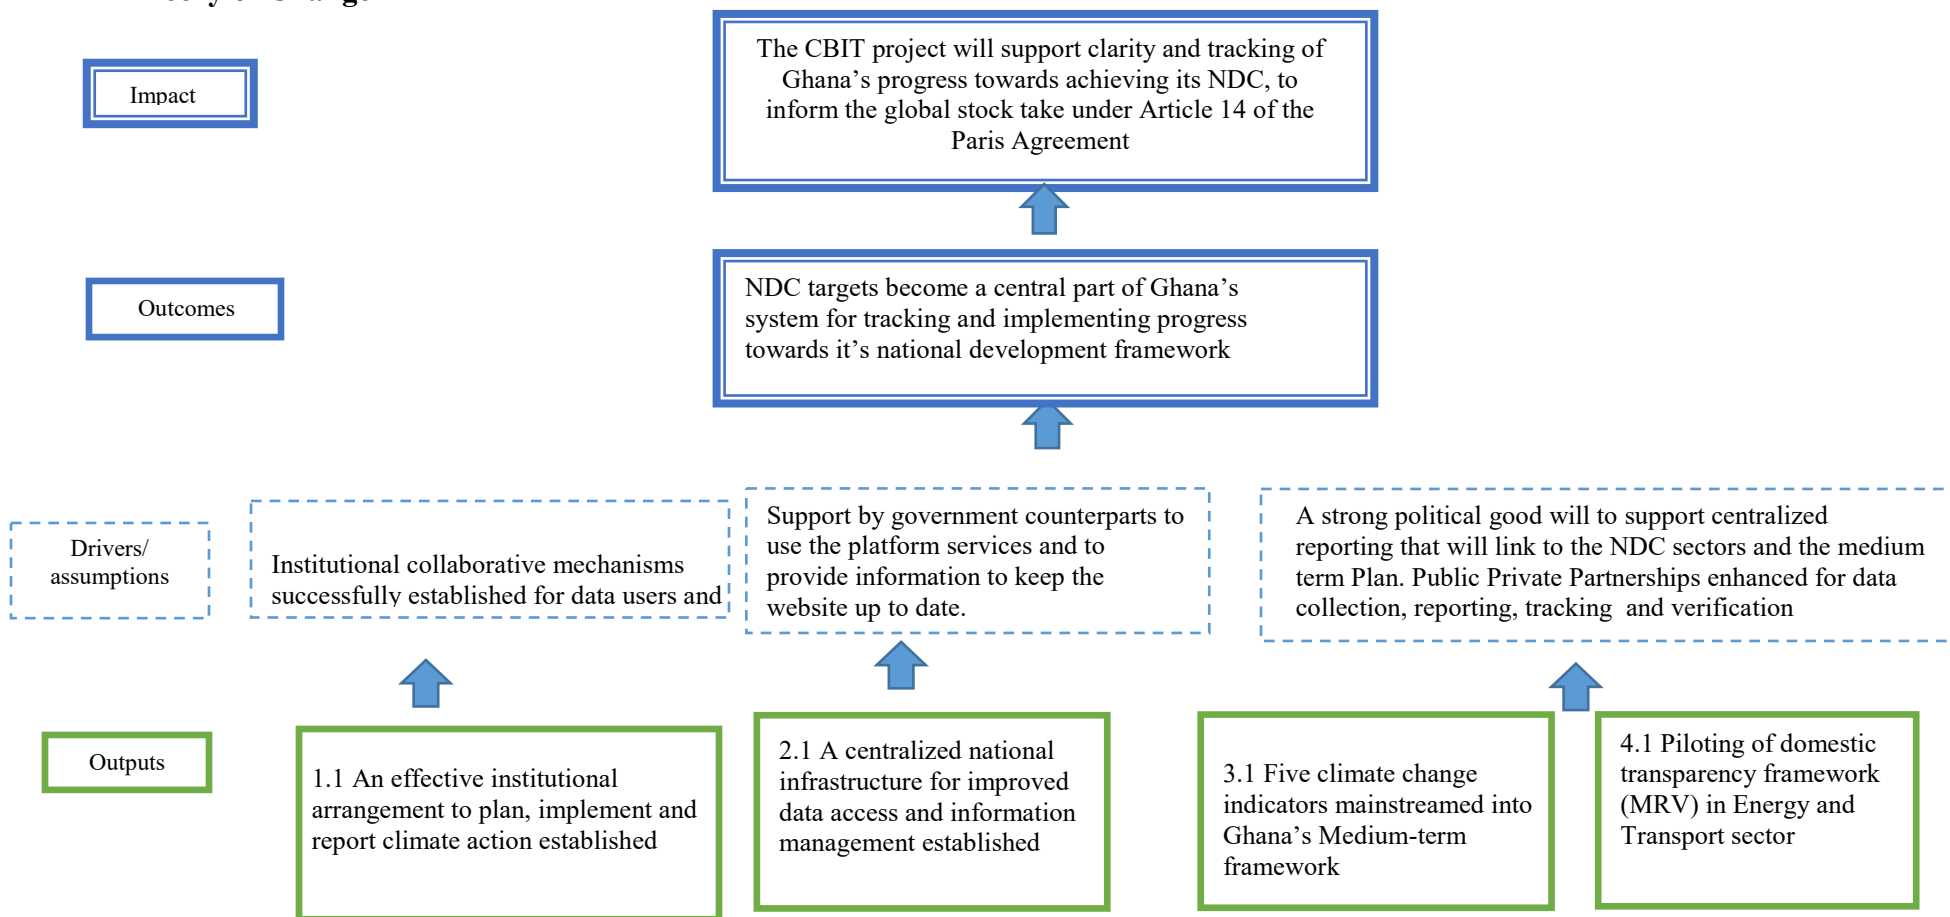 Impact
The CBIT project will support clarity and tracking of
Ghana’s progress towards achieving its NDC, to
inform the global stock take under Article 14 of the
Paris Agreement
Outcomes
NDC targets become a central part of Ghana’s
system for tracking and implementing progress
towards it’s national development framework
Drivers/
assumptions
Institutional collaborative mechanisms
successfully established for data users and
Support by government counterparts to
use the platform services and to
provide information to keep the
website up to date.
A strong political good will to support centralized
reporting that will link to the NDC sectors and the medium
term Plan. Public Private Partnerships enhanced for data
collection, reporting, tracking  and verification
Outputs
1.1 An effective institutional
arrangement to plan, implement and
report climate action established
2.1 A centralized national
infrastructure for improved
data access and information
management established
3.1 Five climate change
indicators mainstreamed into
Ghana’s Medium-term
framework
4.1 Piloting of domestic
transparency framework
(MRV) in Energy and
Transport sector